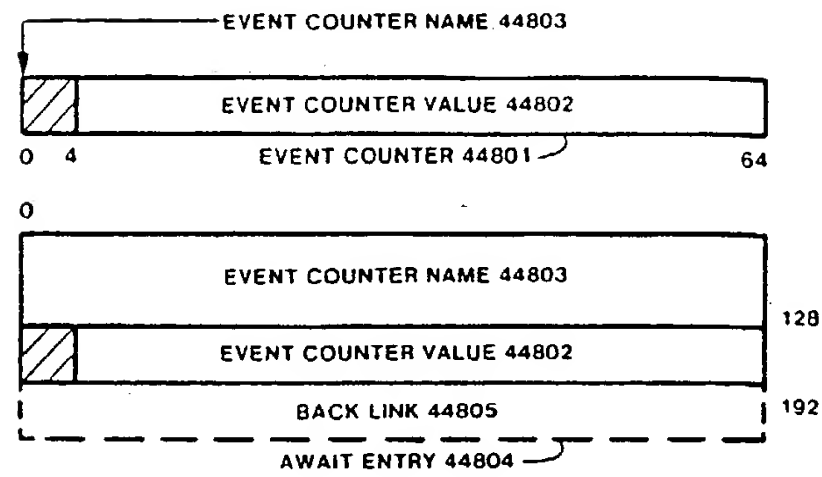 EVENT COUNTER NAME 44803
EVENT COUNTER VALUE 44802
0 4 EVENT COUNTER 44801 64
0
EVENT COUNTER NAME 44803
128
EVENT COUNTER VALUE 44802
BACK LINK 44805 192
AWAIT ENTRY 44804